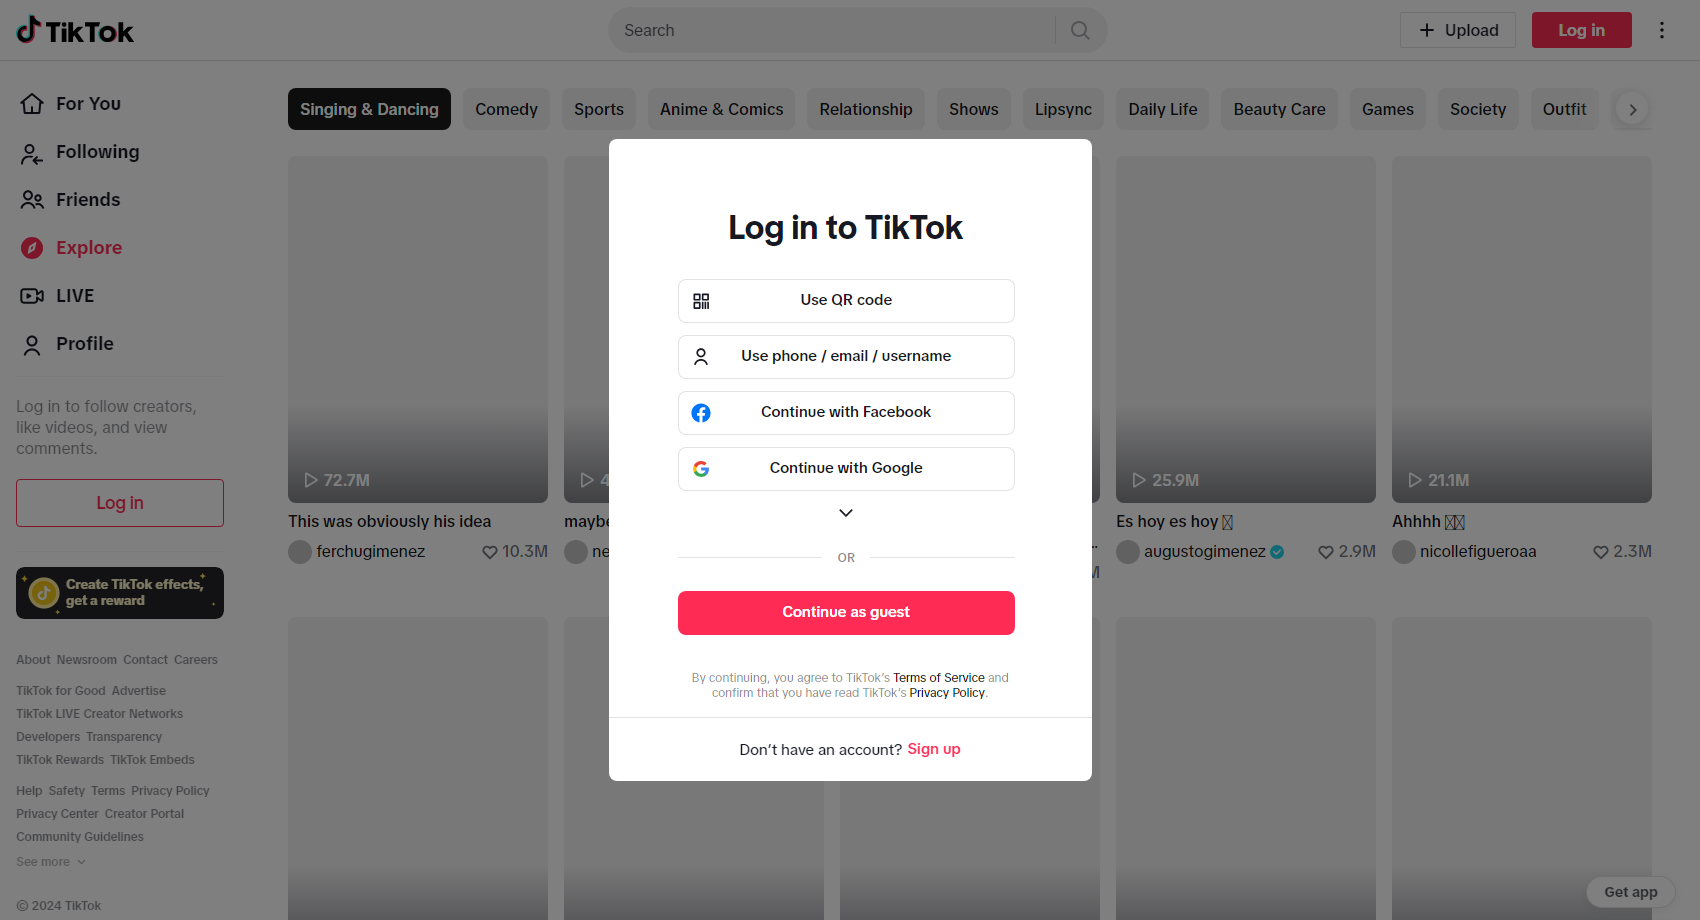 TikTok
Search
Upload
Log in
For You
Following
Friends
Explore
LIVE
Profile
Log in to follow creators,
like videos, and view
comments.
Log in
Create TikTok effects,
get a reward
About Newsroom Contact Careers
TikTok for Good Advertise
TikTok LIVE Creator Networks
Developers Transparency
TikTok Rewards TikTok Embeds
Help Safety Terms Privacy Policy
Privacy Center Creator Portal
Community Guidelines
See more
© 2024 TikTok
Singing & Dancing Comedy Sports Anime & Comics Relationship Shows Lipsync Daily Life Beauty Care Games Society Outfit
72.7M
This was obviously his idea
ferchugimenez 10.3M
maybe
25.9M
Es hoy es hoy
augustogimenez 2.9M
21.1M
Ahhhh
nicollefigueroaa 2.3M
Log in to TikTok
Use QR code
Use phone / email / username
Continue with Facebook
Continue with Google
OR
Continue as guest
By continuing, you agree to TikTok's Terms of Service and
confirm that you have read TikTok's Privacy Policy.
Don't have an account? Sign up
Get app